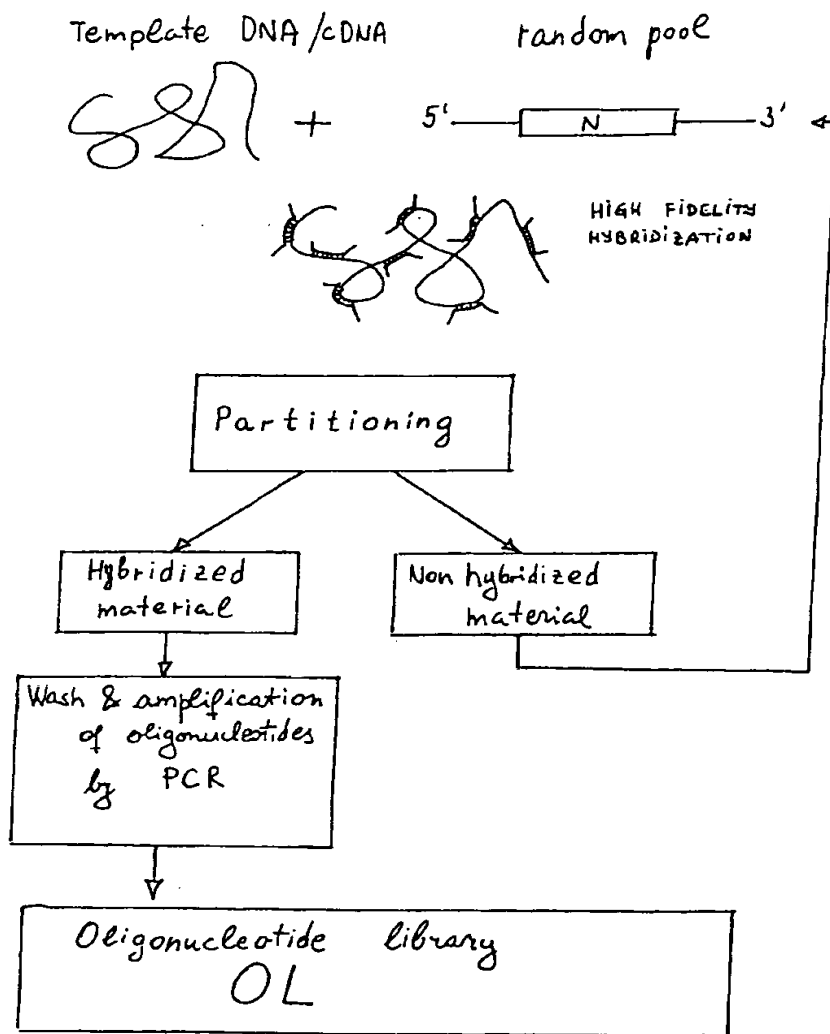 Template DNA/cDNA
random pool
+
5' N 3'
HIGH FIDELITY
HYBRIDIZATION
Partitioning
Hybridized
material
Non hybridized
material
Wash & amplification
of oligonucleotides
by PCR
Oligonucleotide library
OL